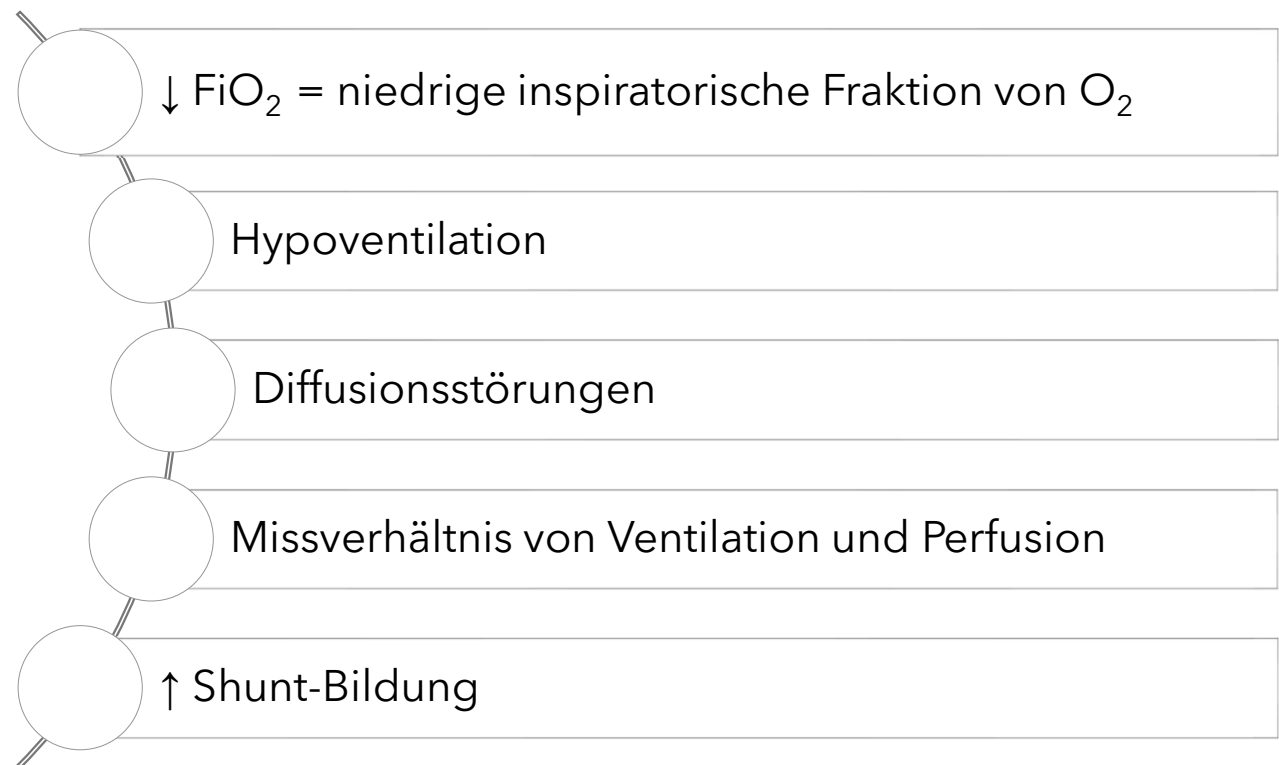 ↓ FiO₂ = niedrige inspiratorische Fraktion von O₂
Hypoventilation
Diffusionsstörungen
Missverhältnis von Ventilation und Perfusion
↑ Shunt-Bildung